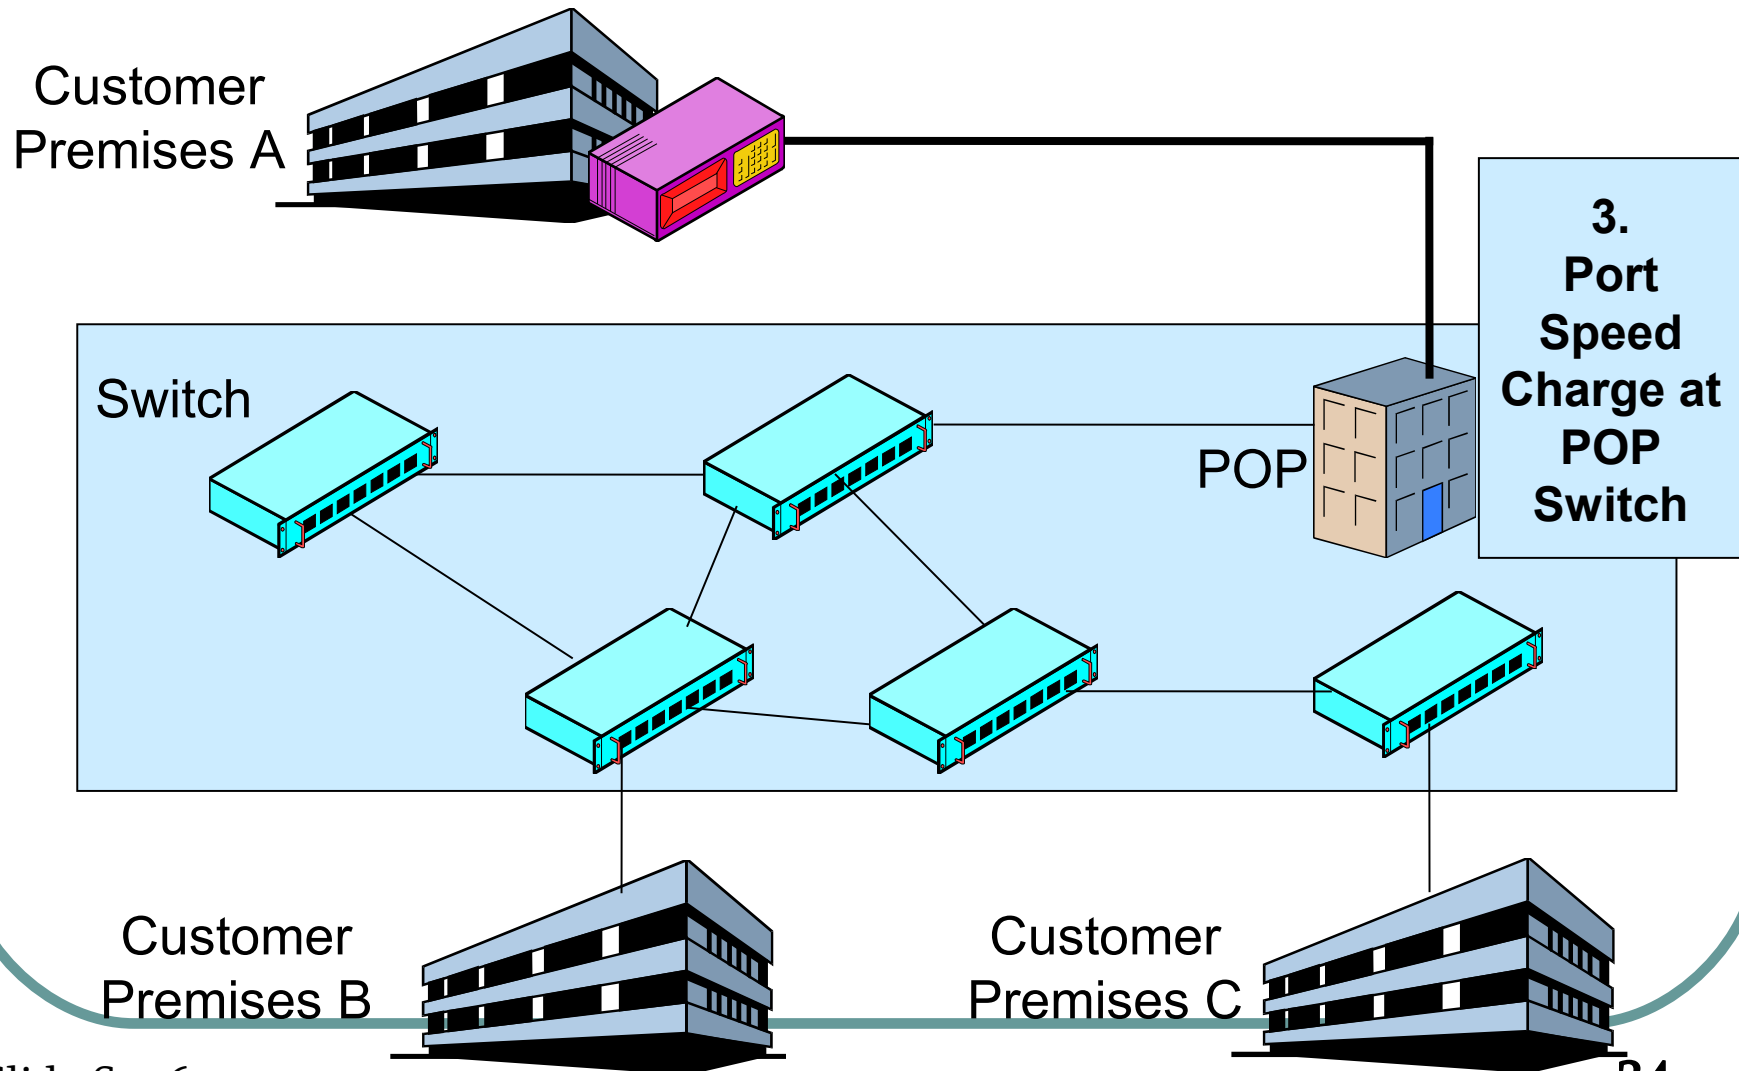 Customer
Premises A
3.
Port
Speed
Charge at
POP
Switch
Switch
POP
Customer
Premises B
Customer
Premises C